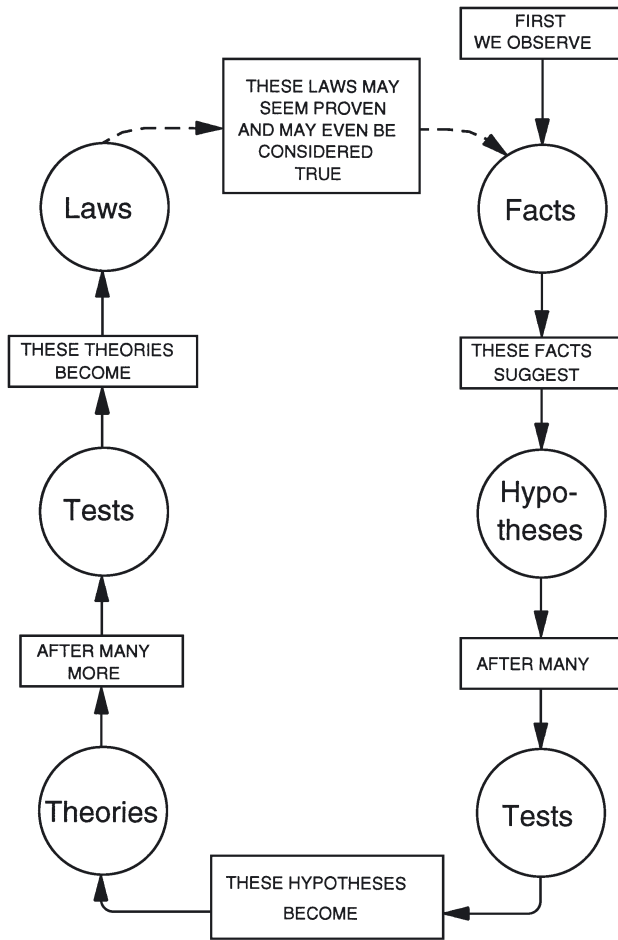 FIRST
WE OBSERVE
Facts
THESE FACTS
SUGGEST
Hypo-
theses
AFTER MANY
Tests
THESE HYPOTHESES
BECOME
Theories
AFTER MANY
MORE
Tests
THESE THEORIES
BECOME
Laws
THESE LAWS MAY
SEEM PROVEN
AND MAY EVEN BE
CONSIDERED
TRUE